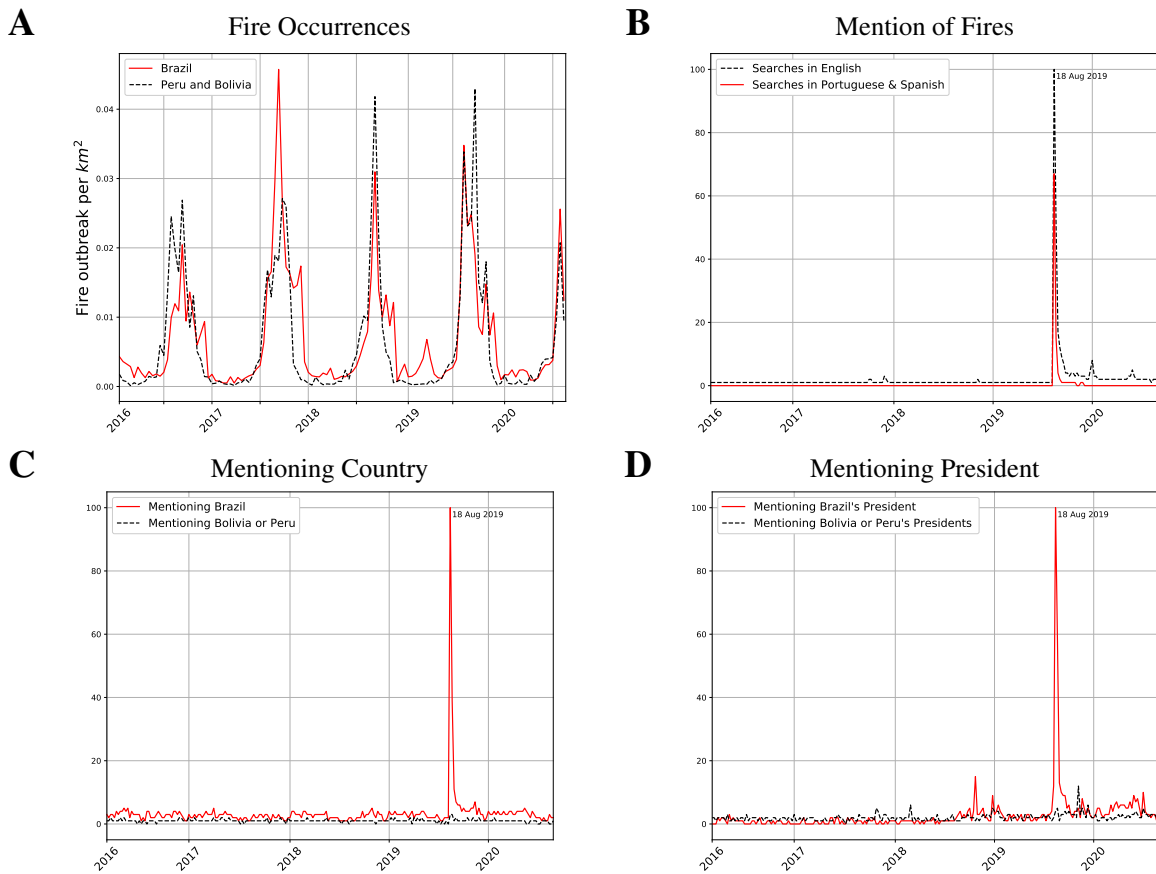 A
Fire Occurrences
Brazil
Peru and Bolivia
Fire outbreak per km²
0.04
0.03
0.02
0.01
0.00
2016
2017
2018
2019
2020
B
Mention of Fires
Searches in English
Searches in Portuguese & Spanish
18 Aug 2019
100
80
60
40
20
0
2016
2018
2019
2020
C
Mentioning Country
Mentioning Brazil
Mentioning Bolivia or Peru
18 Aug 2019
100
80
60
40
20
0
2016
2017
2018
2019
2020
D
Mentioning President
Mentioning Brazil's President
Mentioning Bolivia or Peru's Presidents
18 Aug 2019
100
80
60
40
20
0
2016
2017
2018
2019
2020